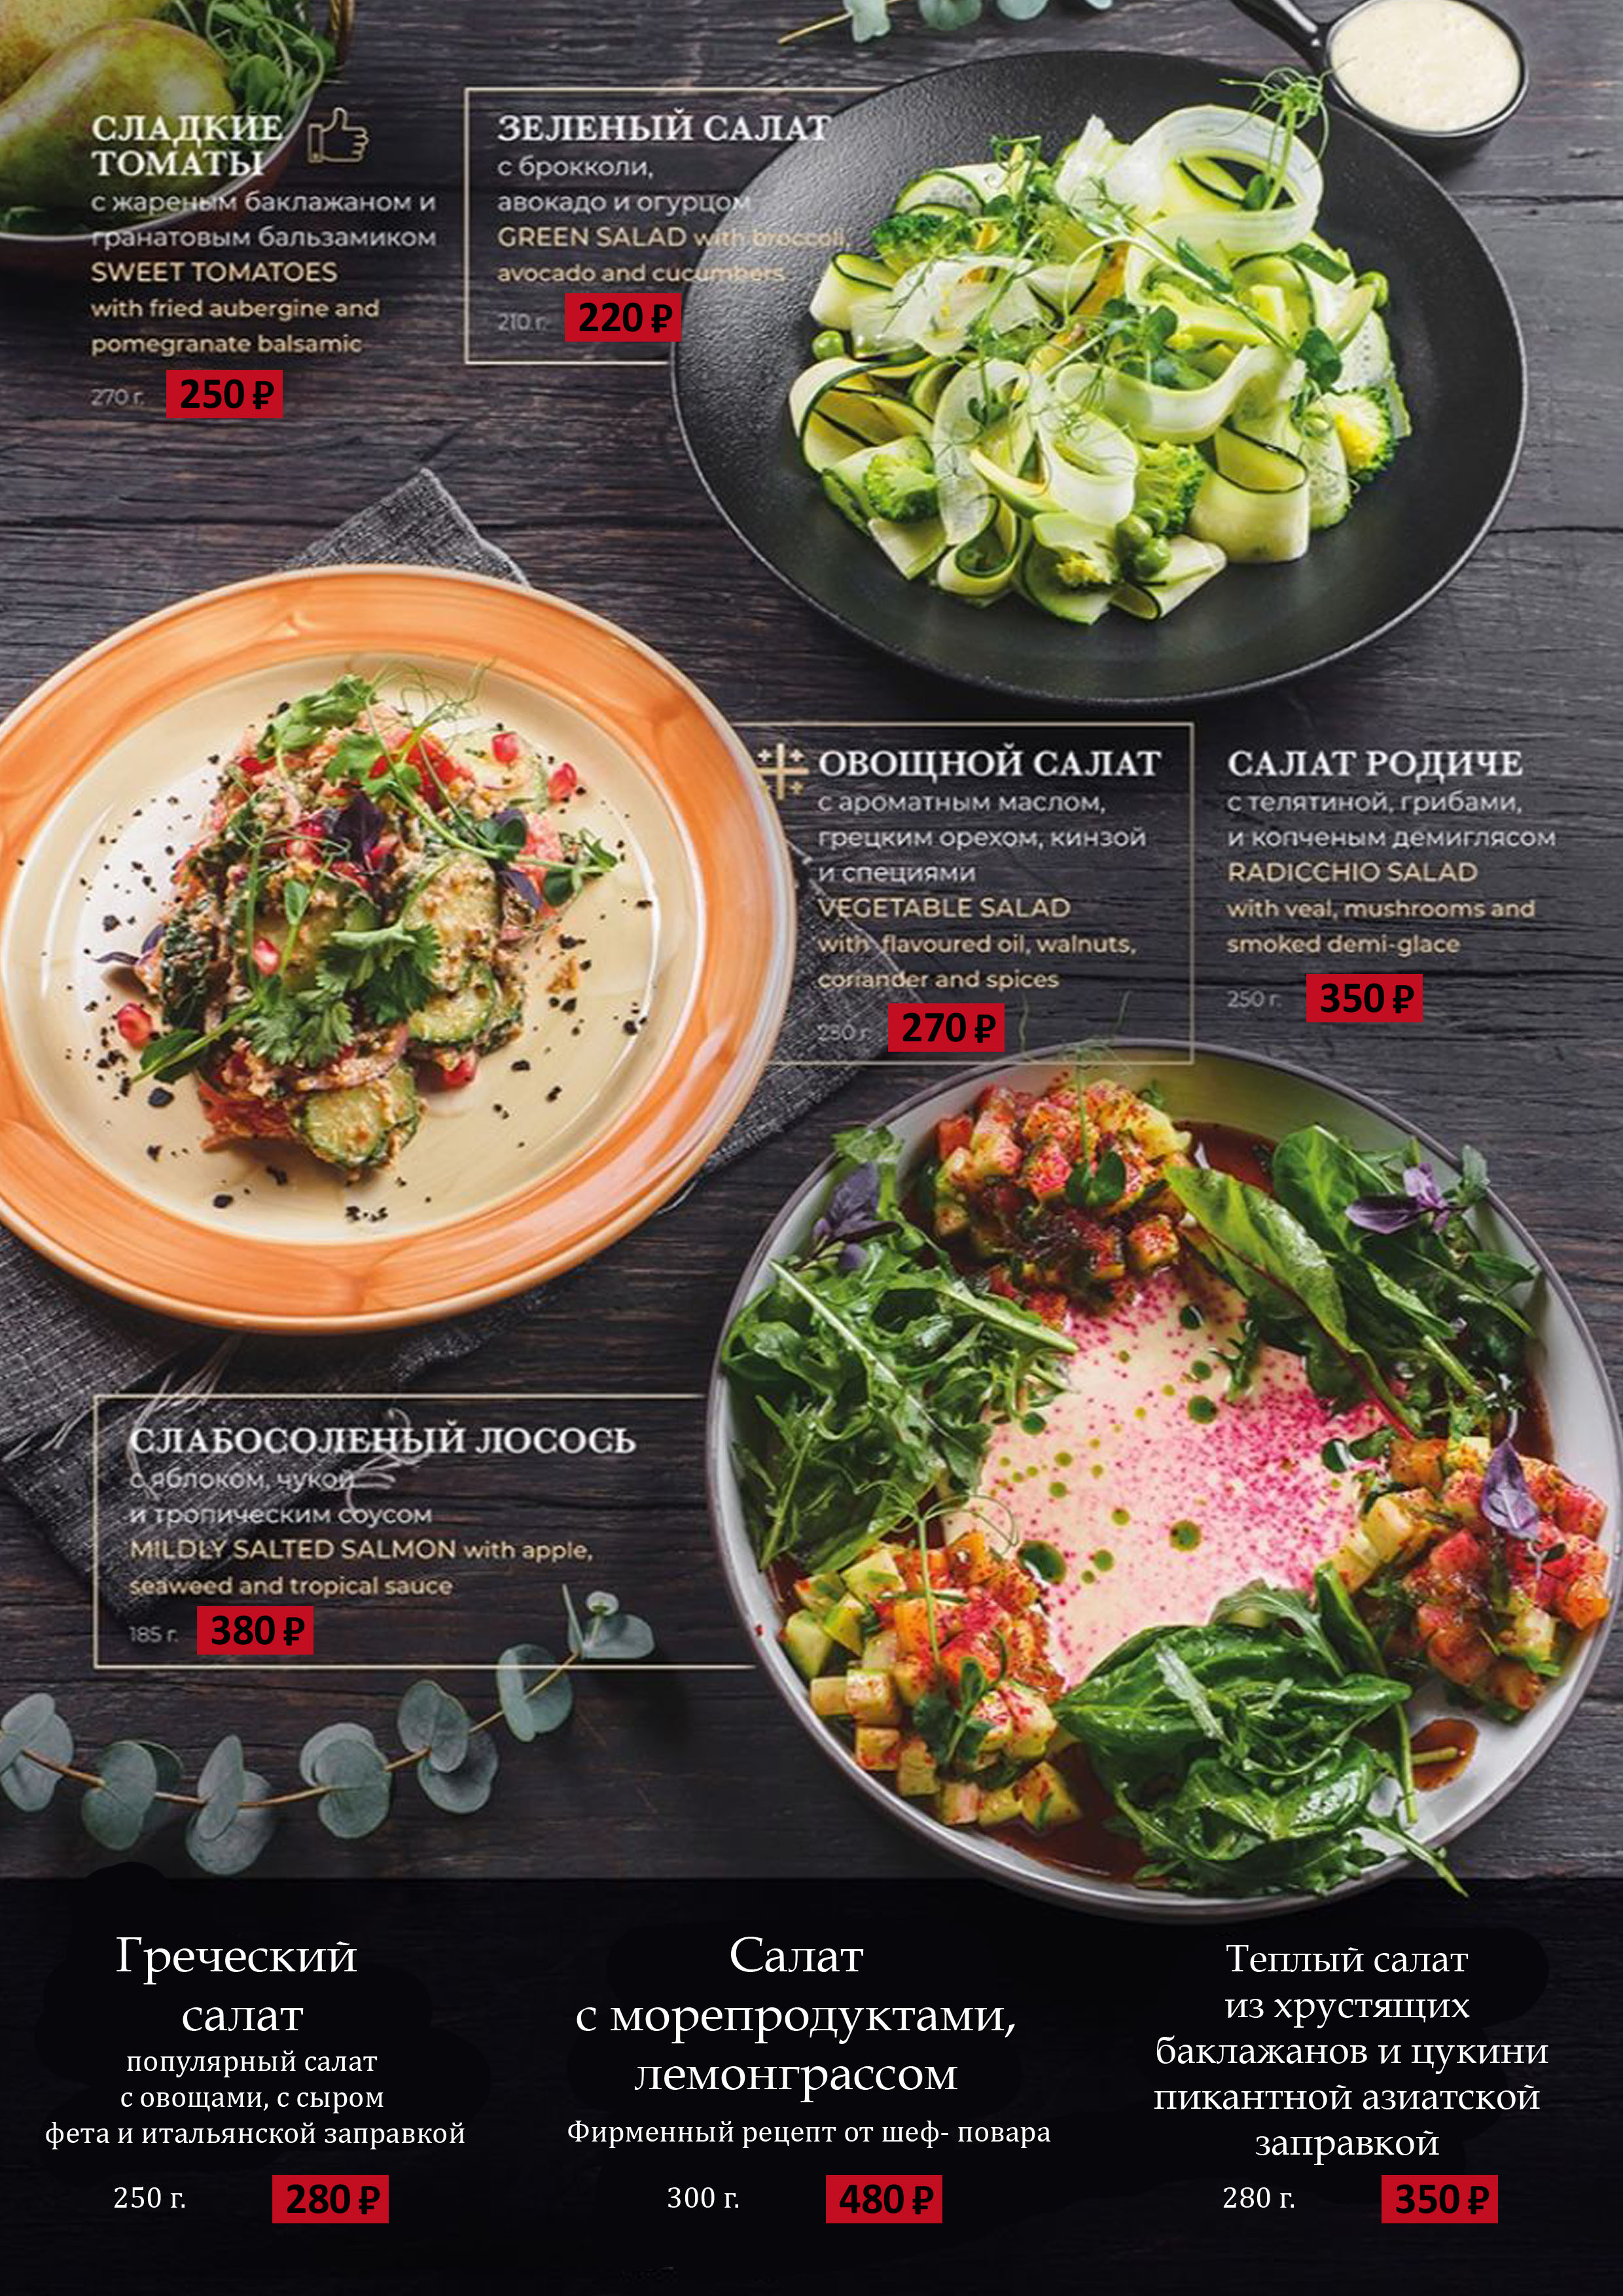 СЛАДКИЕ
ТОМАТЫ
с жареным баклажаном и
гранатовым бальзамиком
SWEET TOMATOES
with fried aubergine and
pomegranate balsamic
270 г. 250 ₽
ЗЕЛЕНЫЙ САЛАТ
с брокколи,
авокадо и огурцом
GREEN SALAD with broccoli,
avocado and cucumbers
210 г. 220 ₽
ОВОЩНОЙ САЛАТ
с ароматным маслом,
грецким орехом, кинзой
и специями
VEGETABLE SALAD
with flavoured oil, walnuts,
coriander and spices
230 г. 270 ₽
САЛАТ РОДИЧЕ
с телятиной, грибами,
и копченым демиглясом
RADICCHIO SALAD
with veal, mushrooms and
smoked demi-glace
250 г. 350 ₽
СЛАБОСОЛЕНЫЙ ЛОСОСЬ
с яблоком, чукой
и тропическим соусом
MILDLY SALTED SALMON with apple,
seaweed and tropical sauce
185 г. 380 ₽
Греческий
салат
популярный салат
с овощами, с сыром
фета и итальянской заправкой
250 г. 280 ₽
Салат
с морепродуктами,
лемонграссом
Фирменный рецепт от шеф- повара
300 г. 480 ₽
Теплый салат
из хрустящих
баклажанов и цукини
пикантной азиатской
заправкой
280 г. 350 ₽